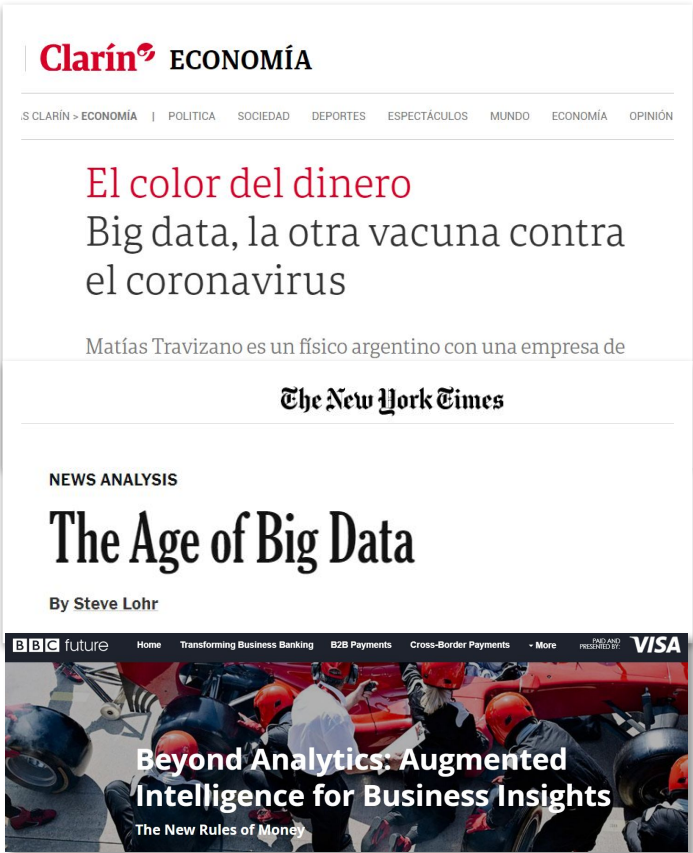 Clarín ECONOMÍA
S CLARÍN > ECONOMÍA | POLITICA SOCIEDAD DEPORTES ESPECTÁCULOS MUNDO ECONOMÍA OPINIÓN
El color del dinero
Big data, la otra vacuna contra
el coronavirus
Matías Travizano es un físico argentino con una empresa de
The New York Times
NEWS ANALYSIS
The Age of Big Data
By Steve Lohr
BBC future Home Transforming Business Banking B2B Payments Cross-Border Payments More PAID AND PRESENTED BY: VISA
Beyond Analytics: Augmented
Intelligence for Business Insights
The New Rules of Money